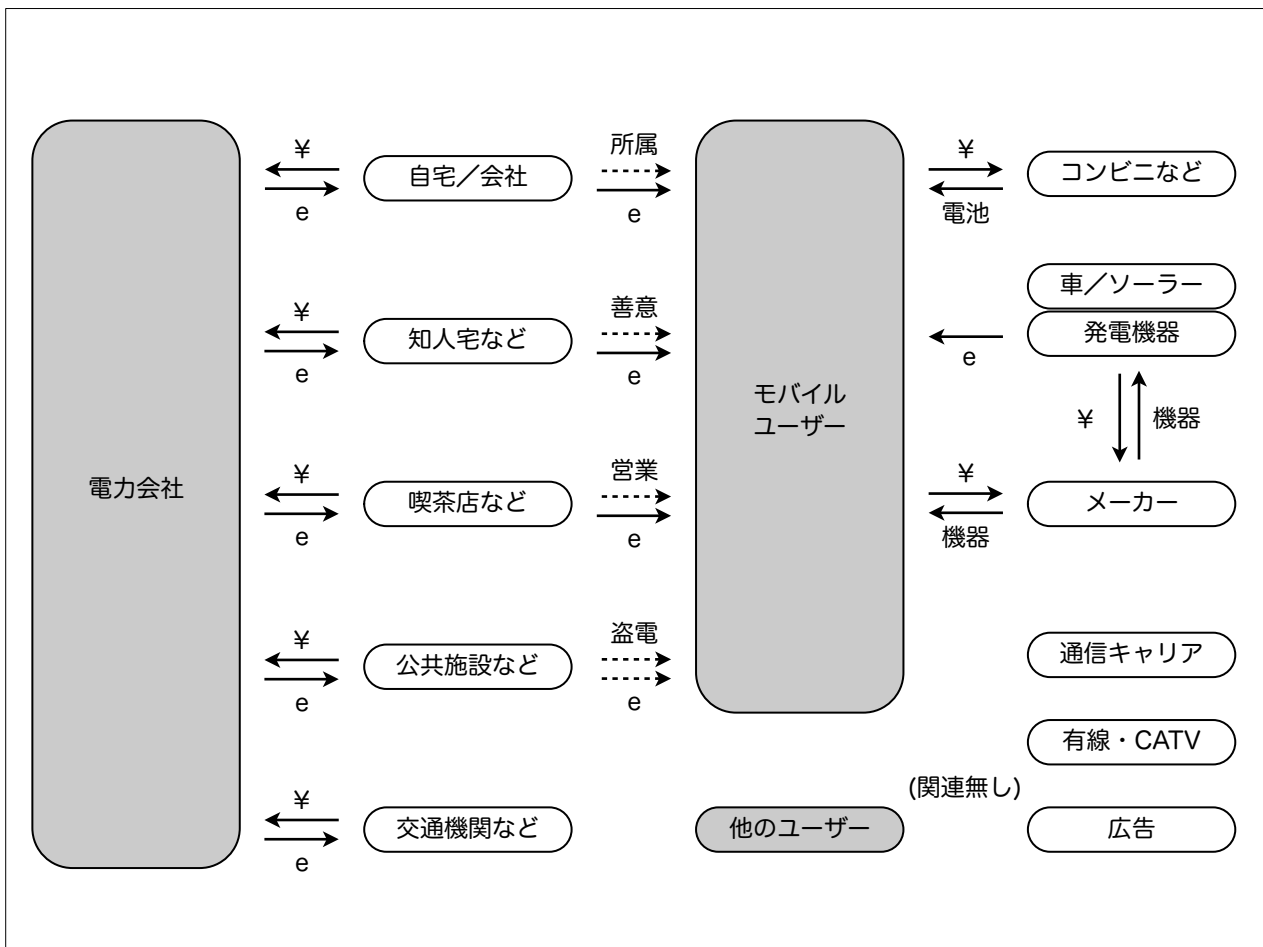 電力会社
¥
e
自宅／会社
所属
e
¥
e
知人宅など
善意
e
¥
e
喫茶店など
営業
e
¥
e
公共施設など
盗電
e
¥
e
交通機関など
モバイル
ユーザー
他のユーザー
(関連無し)
¥
電池
コンビニなど
車／ソーラー
発電機器
e
¥
機器
¥
機器
メーカー
通信キャリア
有線・CATV
広告